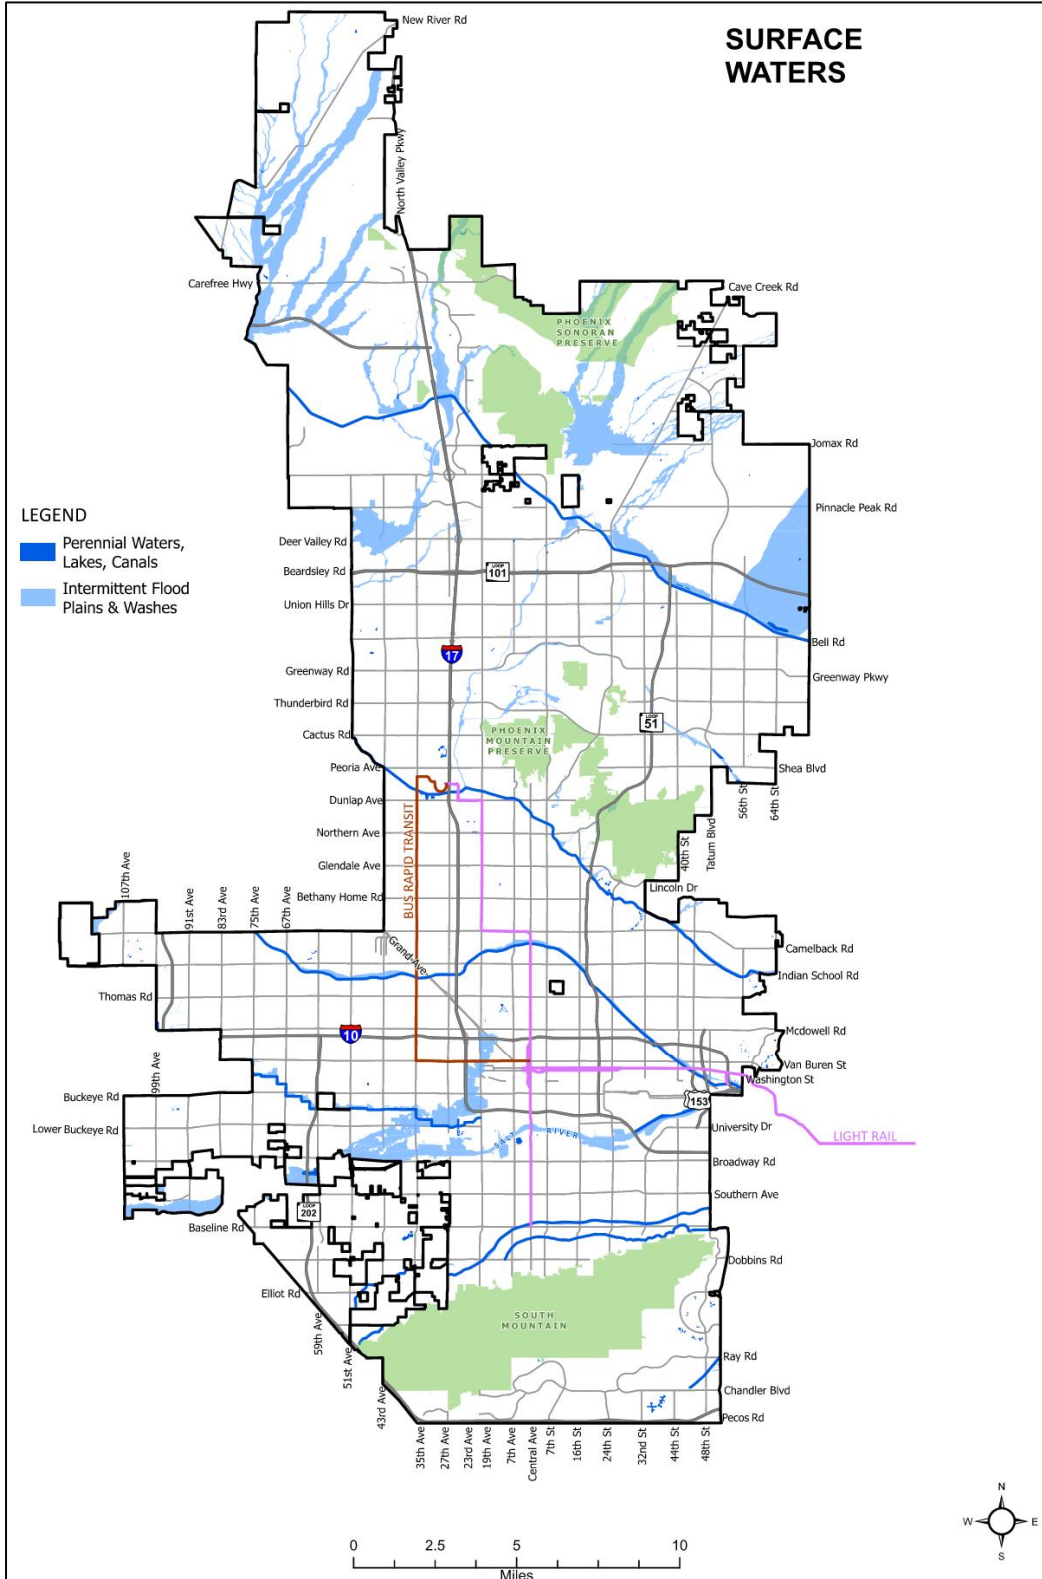 SURFACE
WATERS
New River Rd
North Valley Pkwy
Carefree Hwy
Cave Creek Rd
PHOENIX
SONORAN
PRESERVE
Jomax Rd
Pinnacle Peak Rd
LEGEND
Perennial Waters,
Lakes, Canals
Intermittent Flood
Plains & Washes
Deer Valley Rd
Beardsley Rd
LOOP
101
Union Hills Dr
Bell Rd
17
Greenway Rd
Greenway Pkwy
Thunderbird Rd
LOOP
51
Cactus Rd
PHOENIX
MOUNTAIN
PRESERVE
Peoria Ave
Shea Blvd
Dunlap Ave
56th St
64th St
Northern Ave
Tatum Blvd
40th St
Glendale Ave
BUS RAPID TRANSIT
Bethany Home Rd
Lincoln Dr
107th Ave
91st Ave
83rd Ave
75th Ave
67th Ave
Grand Ave
Camelback Rd
Indian School Rd
Thomas Rd
10
Mcdowell Rd
Van Buren St
99th Ave
Washington St
Buckeye Rd
153
Lower Buckeye Rd
University Dr
SALT RIVER
LIGHT RAIL
Broadway Rd
Southern Ave
LOOP
202
Baseline Rd
Dobbins Rd
Elliot Rd
SOUTH
MOUNTAIN
59th Ave
51st Ave
Ray Rd
43rd Ave
Chandler Blvd
Pecos Rd
35th Ave
27th Ave
23rd Ave
19th Ave
7th Ave
Central Ave
7th St
16th St
24th St
32nd St
44th St
48th St
N
W
E
S
0
2.5
5
10
Miles